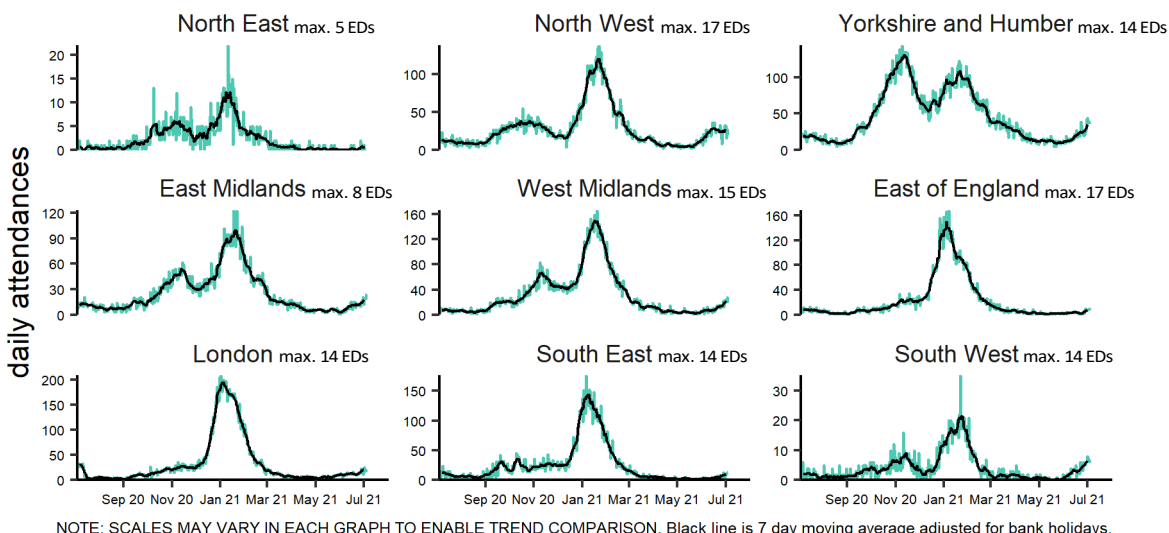 North East max. 5 EDs
North West max. 17 EDs
Yorkshire and Humber max. 14 EDs
20
15
10
5
0
100
50
0
100
50
0
daily attendances
East Midlands max. 8 EDs
West Midlands max. 15 EDs
East of England max. 17 EDs
120
90
60
30
0
160
120
80
40
0
160
120
80
40
0
London max. 14 EDs
South East max. 14 EDs
South West max. 14 EDs
200
150
100
50
0
150
100
50
0
30
20
10
0
Sep 20 Nov 20 Jan 21 Mar 21 May 21 Jul 21
Sep 20 Nov 20 Jan 21 Mar 21 May 21 Jul 21
Sep 20 Nov 20 Jan 21 Mar 21 May 21 Jul 21
NOTE: SCALES MAY VARY IN EACH GRAPH TO ENABLE TREND COMPARISON. Black line is 7 day moving average adjusted for bank holidays.